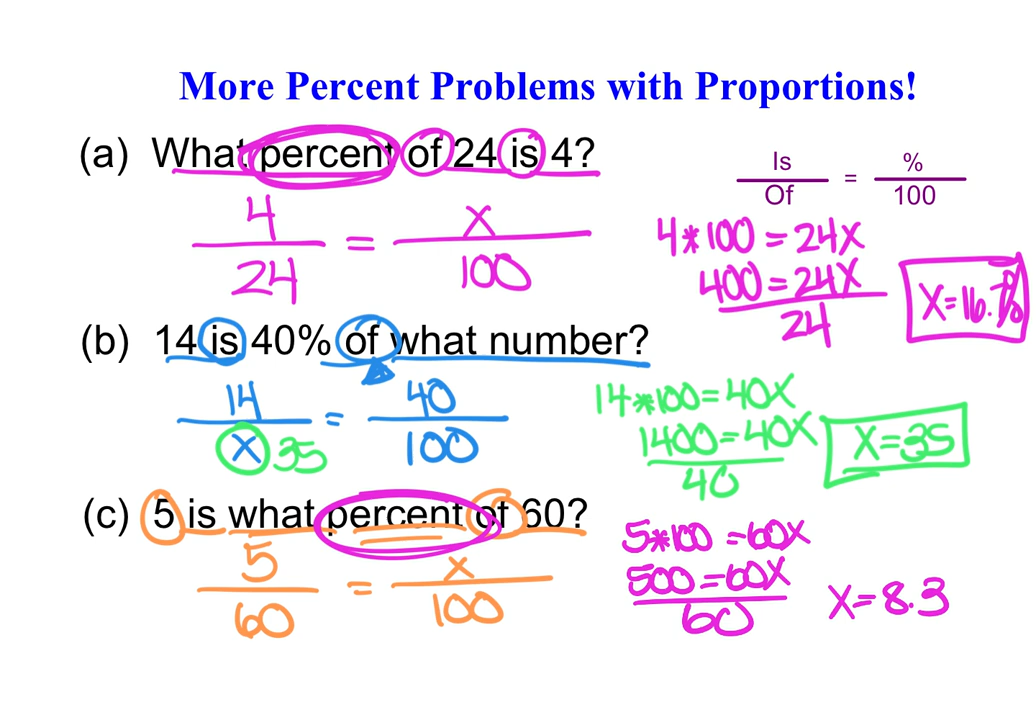 More Percent Problems with Proportions!
(a) What percent of 24 is 4?
Is
Of
=
%
100
4
24
=
x
100
4*100=24x
400=24x
24
(b) 14 is 40% of what number?
14
x 35
=
40
100
14*100=40x
1400=40x
40
x=35
(c) 5 is what percent of 60?
5
60
=
x
100
5*100=60x
500=60x
60
x=8.3